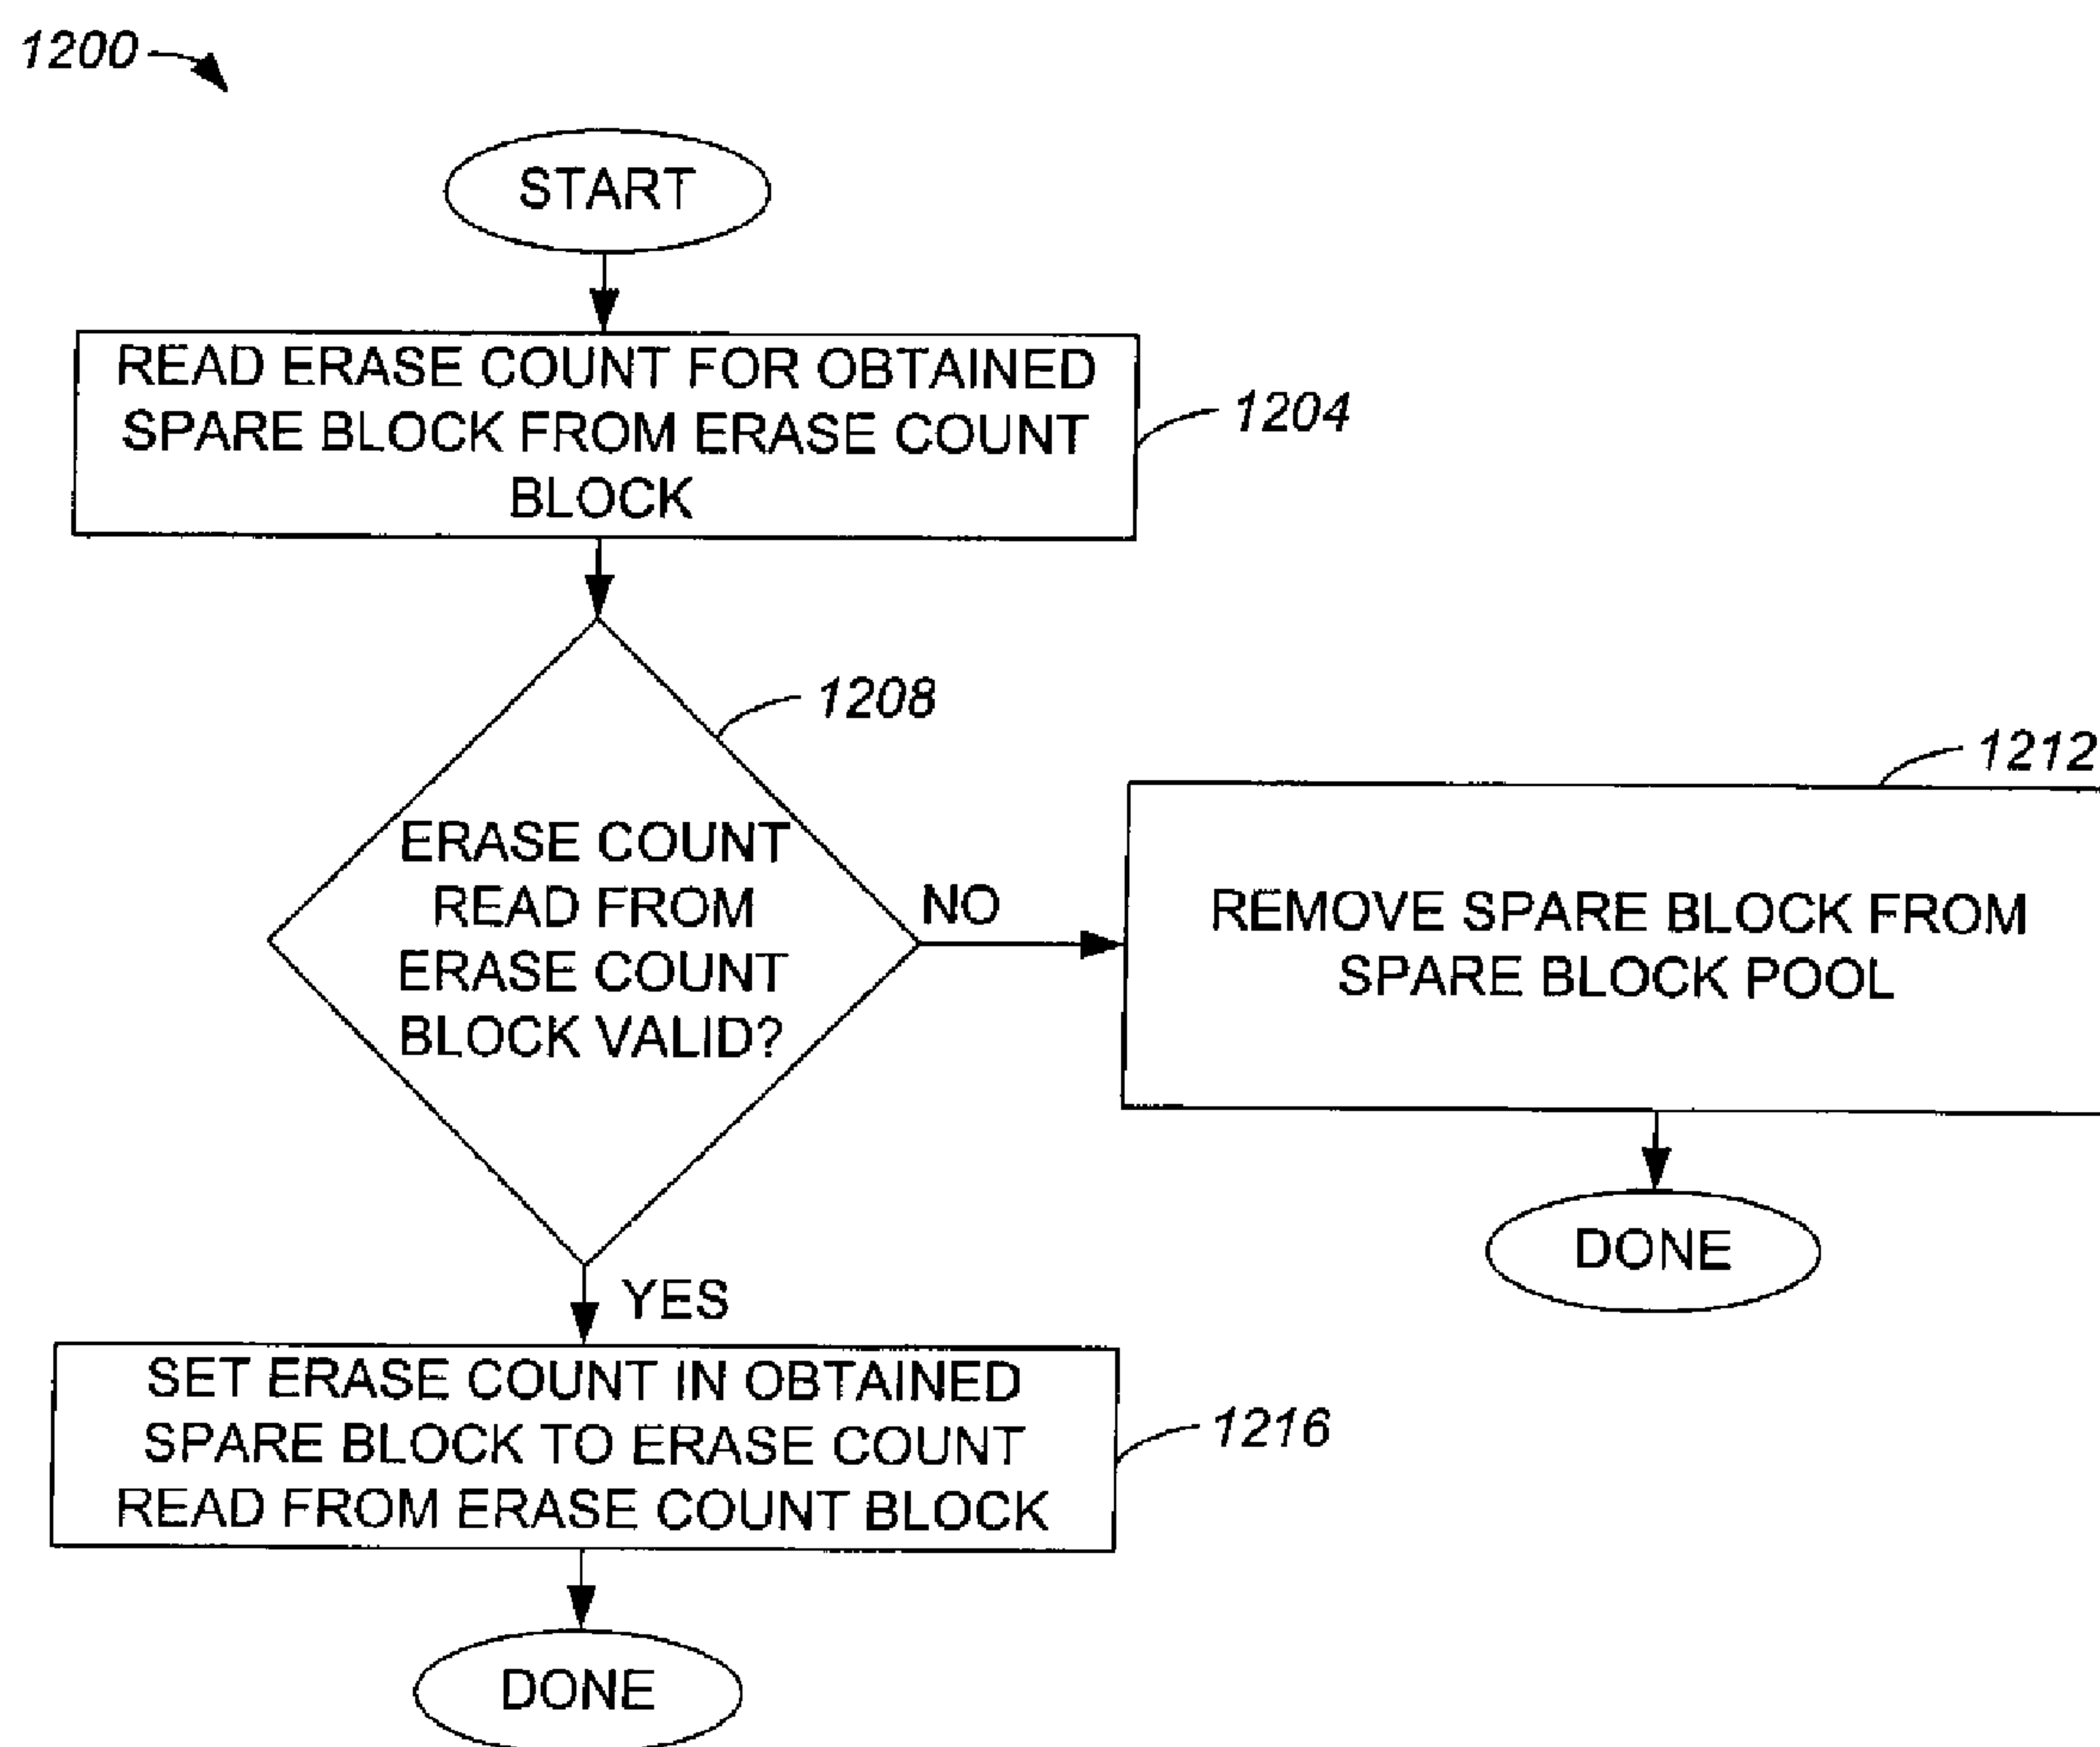 1200
START
READ ERASE COUNT FOR OBTAINED
SPARE BLOCK FROM ERASE COUNT
BLOCK
1204
1208
ERASE COUNT
READ FROM
ERASE COUNT
BLOCK VALID?
NO
1212
REMOVE SPARE BLOCK FROM
SPARE BLOCK POOL
DONE
YES
SET ERASE COUNT IN OBTAINED
SPARE BLOCK TO ERASE COUNT
READ FROM ERASE COUNT BLOCK
1216
DONE